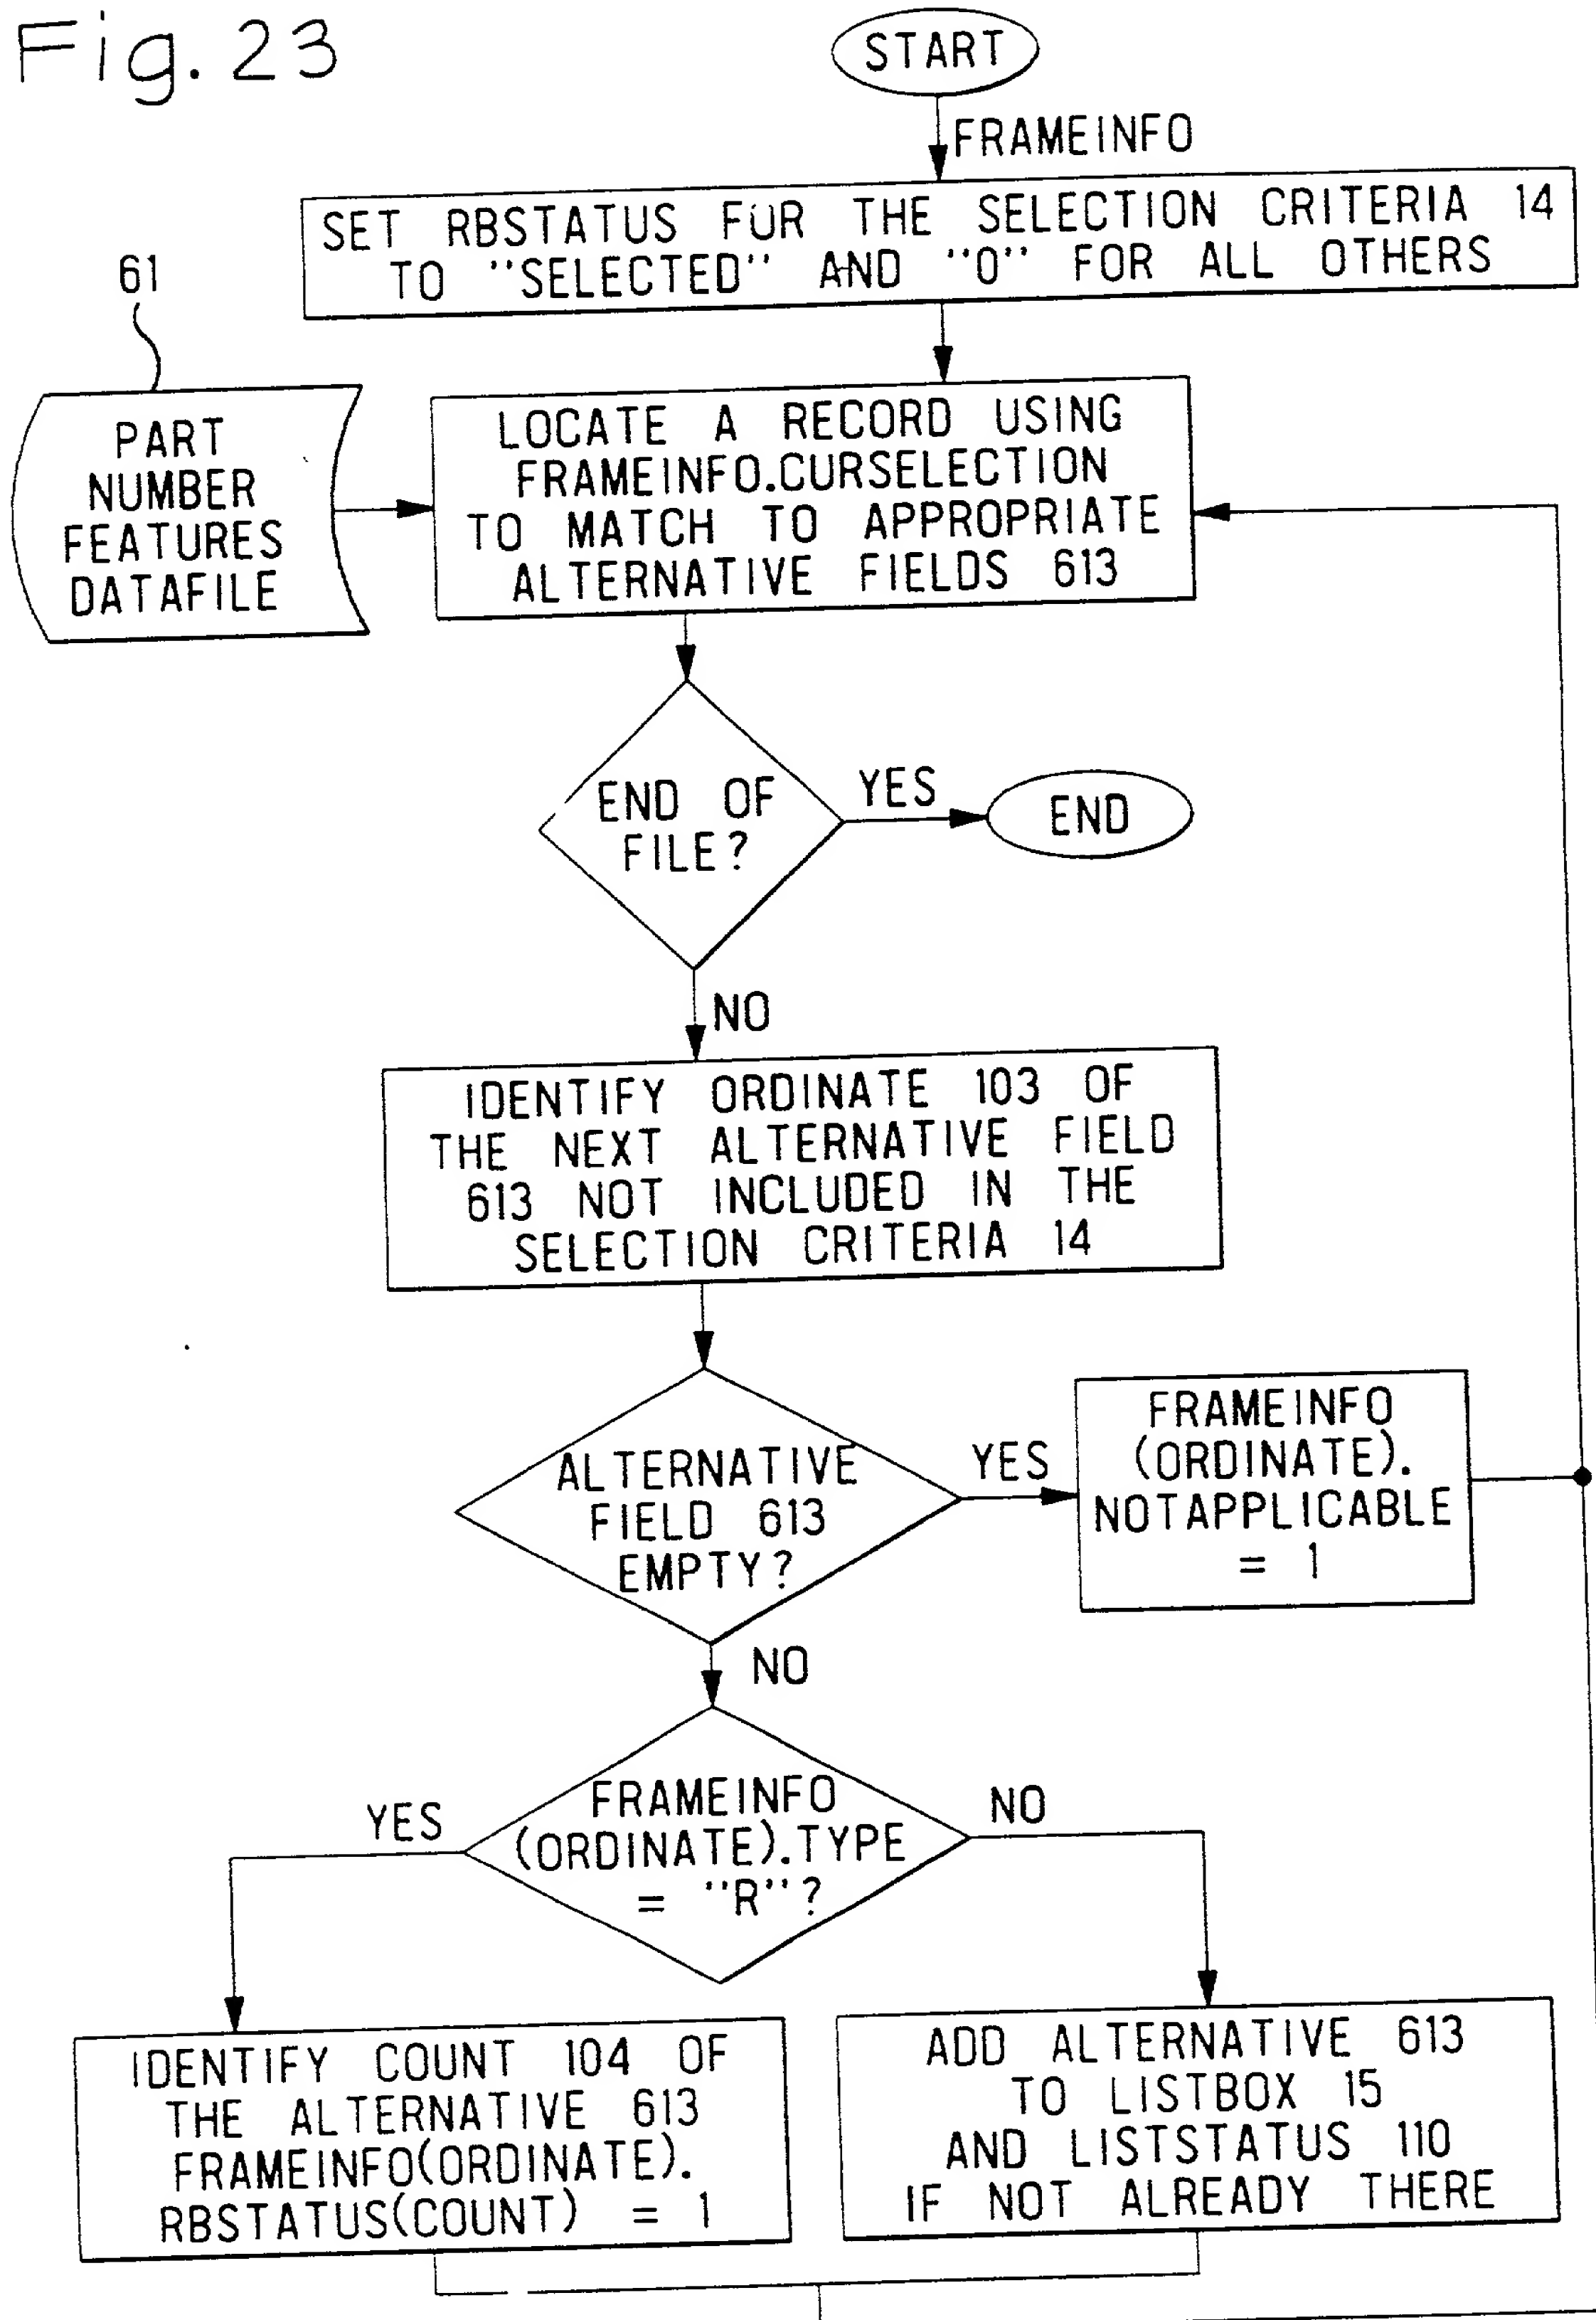 Fig. 23
START
FRAMEINFO
SET RBSTATUS FOR THE SELECTION CRITERIA 14
TO "SELECTED" AND "0" FOR ALL OTHERS
61
PART
NUMBER
FEATURES
DATAFILE
LOCATE A RECORD USING
FRAMEINFO.CURSELECTION
TO MATCH TO APPROPRIATE
ALTERNATIVE FIELDS 613
END OF
FILE?
YES
END
NO
IDENTIFY ORDINATE 103 OF
THE NEXT ALTERNATIVE FIELD
613 NOT INCLUDED IN THE
SELECTION CRITERIA 14
ALTERNATIVE
FIELD 613
EMPTY?
YES
FRAMEINFO
(ORDINATE).
NOTAPPLICABLE
= 1
NO
FRAMEINFO
(ORDINATE).TYPE
= "R"?
YES
NO
IDENTIFY COUNT 104 OF
THE ALTERNATIVE 613
FRAMEINFO(ORDINATE).
RBSTATUS(COUNT) = 1
ADD ALTERNATIVE 613
TO LISTBOX 15
AND LISTSTATUS 110
IF NOT ALREADY THERE